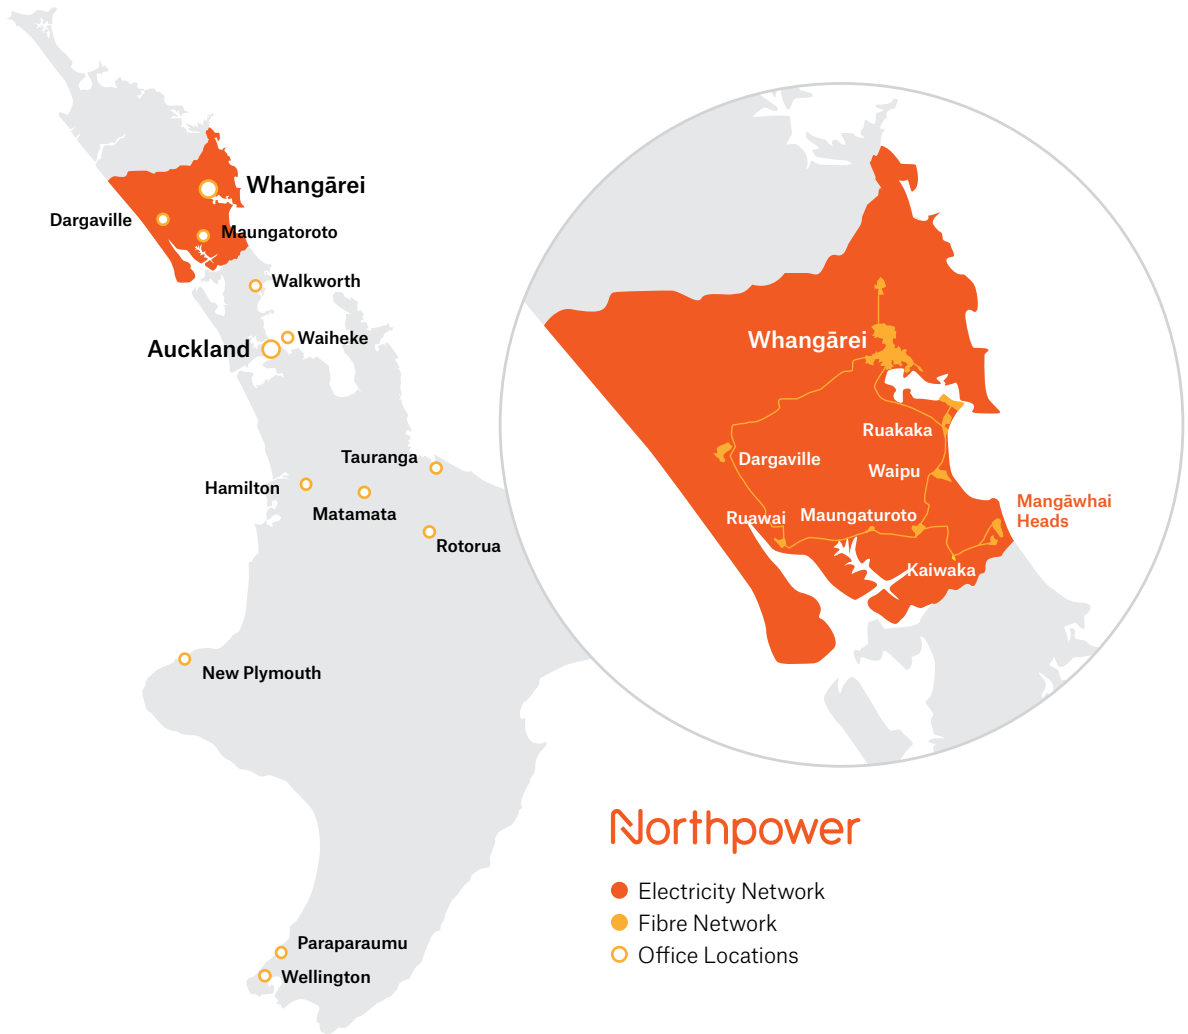 Whangārei
Dargaville
Maungatoroto
Walkworth
Waiheke
Auckland
Tauranga
Hamilton
Matamata
Rotorua
New Plymouth
Paraparaumu
Wellington
Whangārei
Ruakaka
Dargaville
Waipu
Ruawai
Maungaturoto
Mangāwhai
Heads
Kaiwaka
Northpower
Electricity Network
Fibre Network
Office Locations